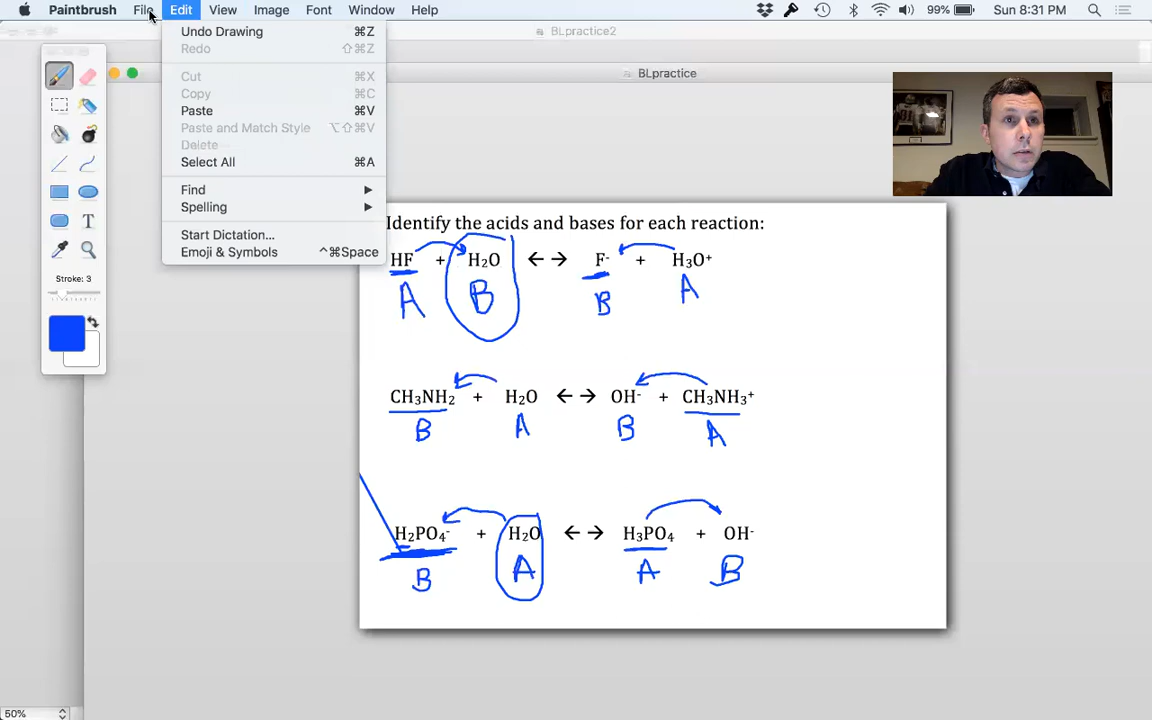 Paintbrush File Edit View Image Font Window Help 99% Sun 8:31 PM
BLpractice2
BLpractice
Undo Drawing ⌘Z
Redo ⇧⌘Z
Cut ⌘X
Copy ⌘C
Paste ⌘V
Paste and Match Style ⌥⇧⌘V
Delete
Select All ⌘A
Find
Spelling
Start Dictation...
Emoji & Symbols ^⌘Space
T
Stroke: 3
Identify the acids and bases for each reaction:
HF + H₂O ←→ F⁻ + H₃O⁺
A B B A
CH₃NH₂ + H₂O ←→ OH⁻ + CH₃NH₃⁺
B A B A
H₂PO₄⁻ + H₂O ←→ H₃PO₄ + OH⁻
B A A B
50%